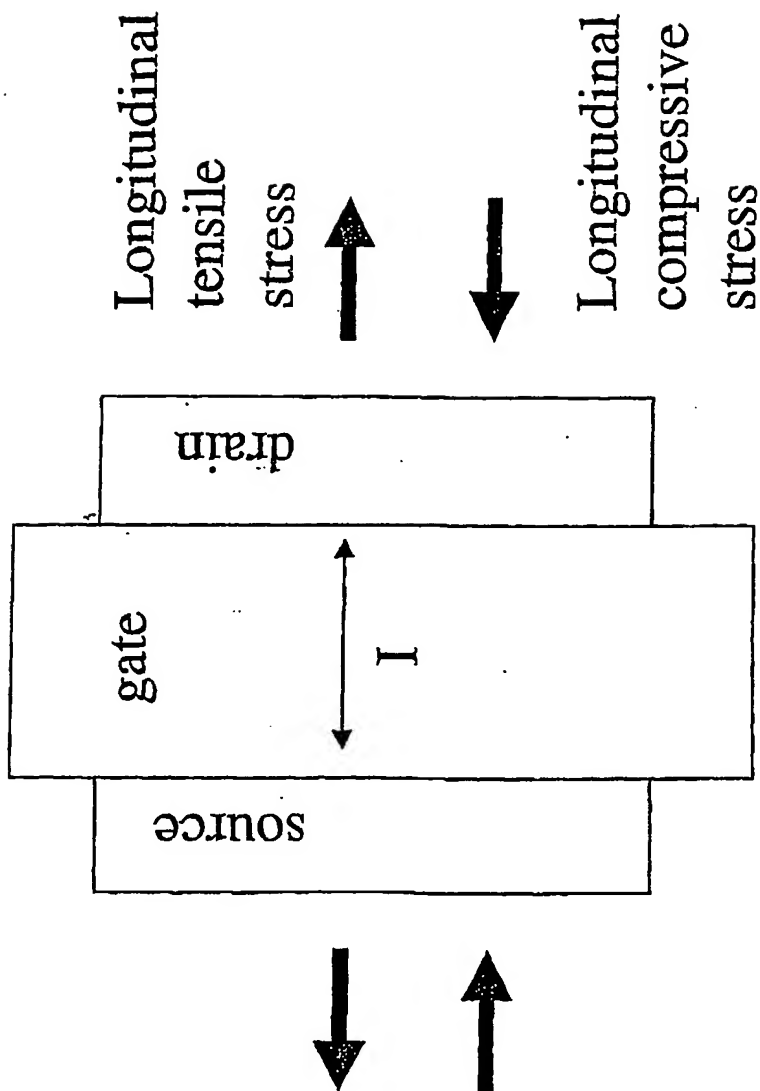 Longitudinal
tensile
stress
Longitudinal
compressive
stress
drain
gate
I
source